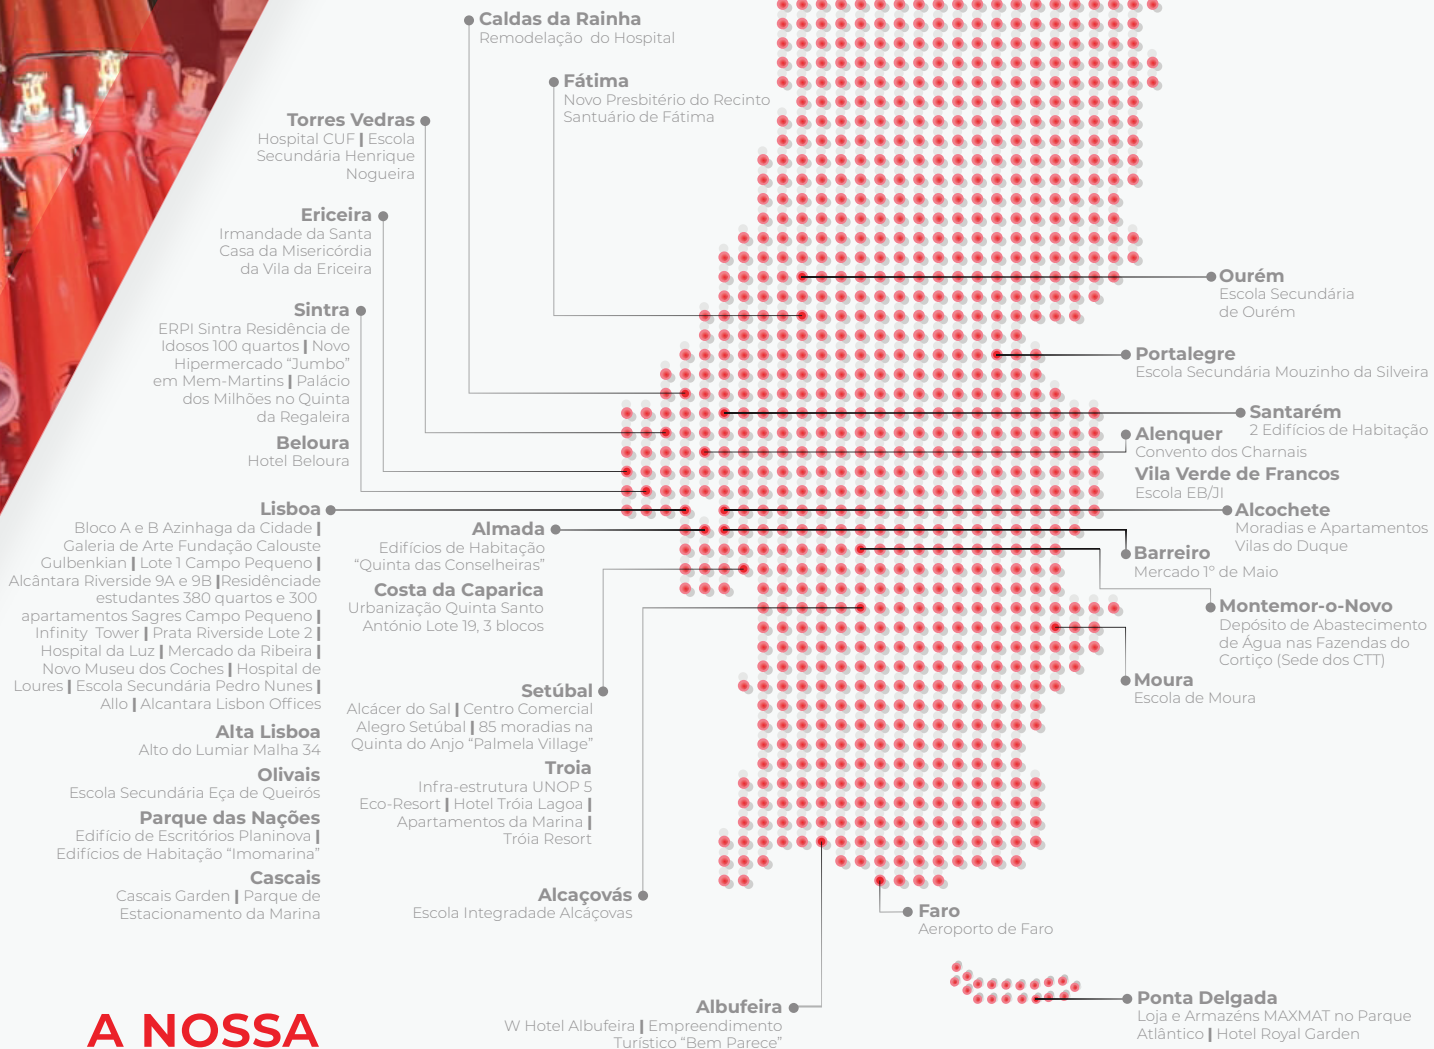 Caldas da Rainha
Remodelação do Hospital
Fátima
Novo Presbitério do Recinto
Santuário de Fátima
Torres Vedras
Hospital CUF | Escola
Secundária Henrique
Nogueira
Ericeira
Irmandade da Santa
Casa da Misericórdia
da Vila da Ericeira
Sintra
ERPI Sintra Residência de
Idosos 100 quartos | Novo
Hipermercado “Jumbo”
em Mem-Martins | Palácio
dos Milhões no Quinta
da Regaleira
Beloura
Hotel Beloura
Lisboa
Bloco A e B Azinhaga da Cidade |
Galeria de Arte Fundação Calouste
Gulbenkian | Lote 1 Campo Pequeno |
Alcântara Riverside 9A e 9B |Residênciade
estudantes 380 quartos e 300
apartamentos Sagres Campo Pequeno |
Infinity Tower | Prata Riverside Lote 2 |
Hospital da Luz | Mercado da Ribeira |
Novo Museu dos Coches | Hospital de
Loures | Escola Secundária Pedro Nunes |
Allo | Alcantara Lisbon Offices
Alta Lisboa
Alto do Lumiar Malha 34
Olivais
Escola Secundária Eça de Queirós
Parque das Nações
Edifício de Escritórios Planinova |
Edifícios de Habitação “Imomarina”
Cascais
Cascais Garden | Parque de
Estacionamento da Marina
Almada
Edifícios de Habitação
“Quinta das Conselheiras”
Costa da Caparica
Urbanização Quinta Santo
António Lote 19, 3 blocos
Setúbal
Alcácer do Sal | Centro Comercial
Alegro Setúbal | 85 moradias na
Quinta do Anjo “Palmela Village”
Troia
Infra-estrutura UNOP 5
Eco-Resort | Hotel Tróia Lagoa |
Apartamentos da Marina |
Tróia Resort
Alcaçovás
Escola Integradade Alcáçovas
Ourém
Escola Secundária
de Ourém
Portalegre
Escola Secundária Mouzinho da Silveira
Santarém
2 Edifícios de Habitação
Alenquer
Convento dos Charnais
Vila Verde de Francos
Escola EB/JI
Alcochete
Moradias e Apartamentos
Vilas do Duque
Barreiro
Mercado 1º de Maio
Montemor-o-Novo
Depósito de Abastecimento
de Água nas Fazendas do
Cortiço (Sede dos CTT)
Moura
Escola de Moura
Faro
Aeroporto de Faro
Albufeira
W Hotel Albufeira | Empreendimento
Turístico “Bem Parece”
Ponta Delgada
Loja e Armazéns MAXMAT no Parque
Atlântico | Hotel Royal Garden
A NOSSA